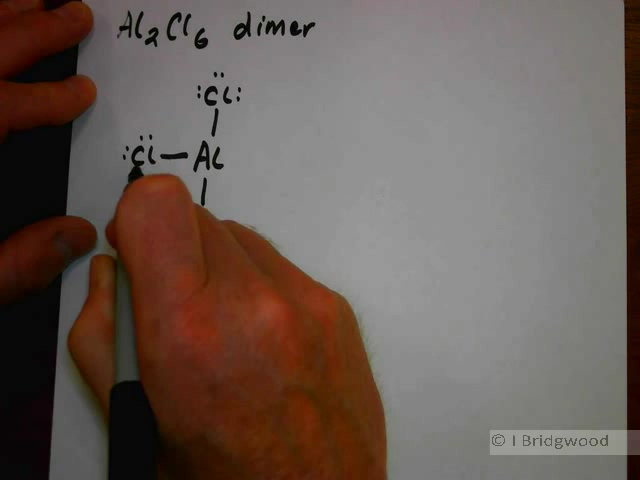 Al2Cl6 dimer
:Cl:
:Cl — Al
© I Bridgwood